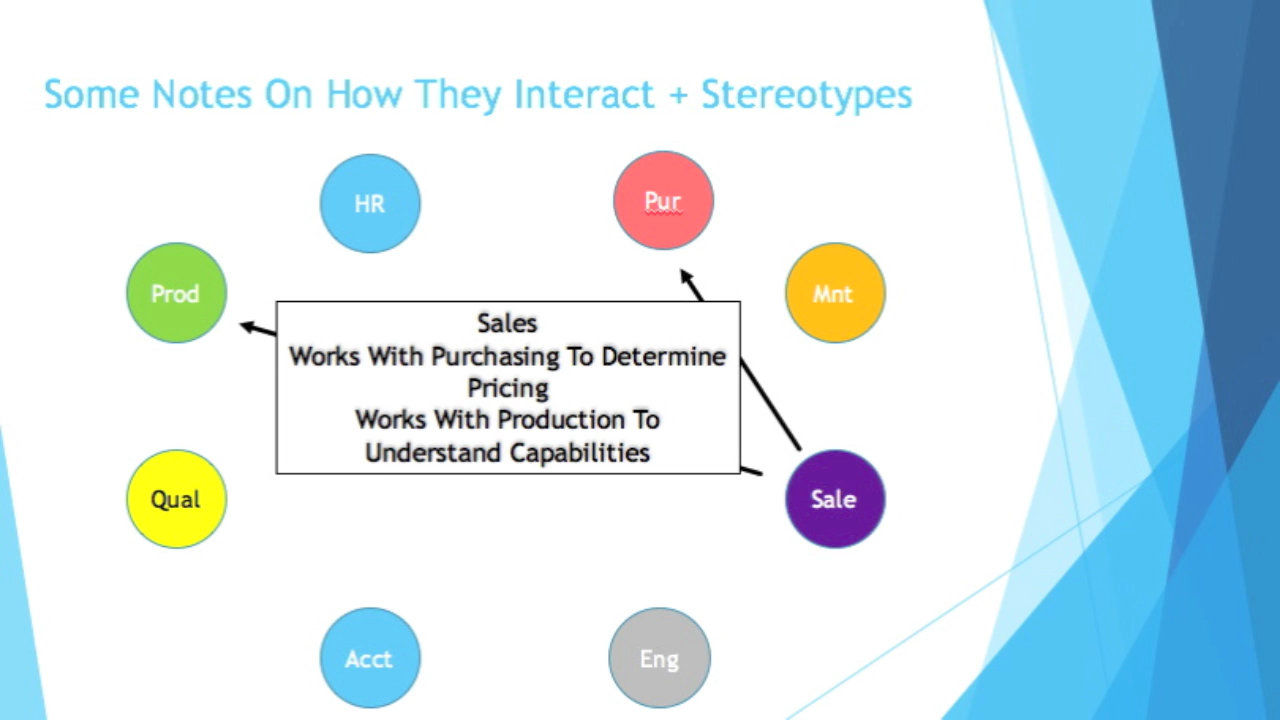 Some Notes On How They Interact + Stereotypes
HR
Pur
Prod
Mnt
Sales
Works With Purchasing To Determine
Pricing
Works With Production To
Understand Capabilities
Qual
Sale
Acct
Eng